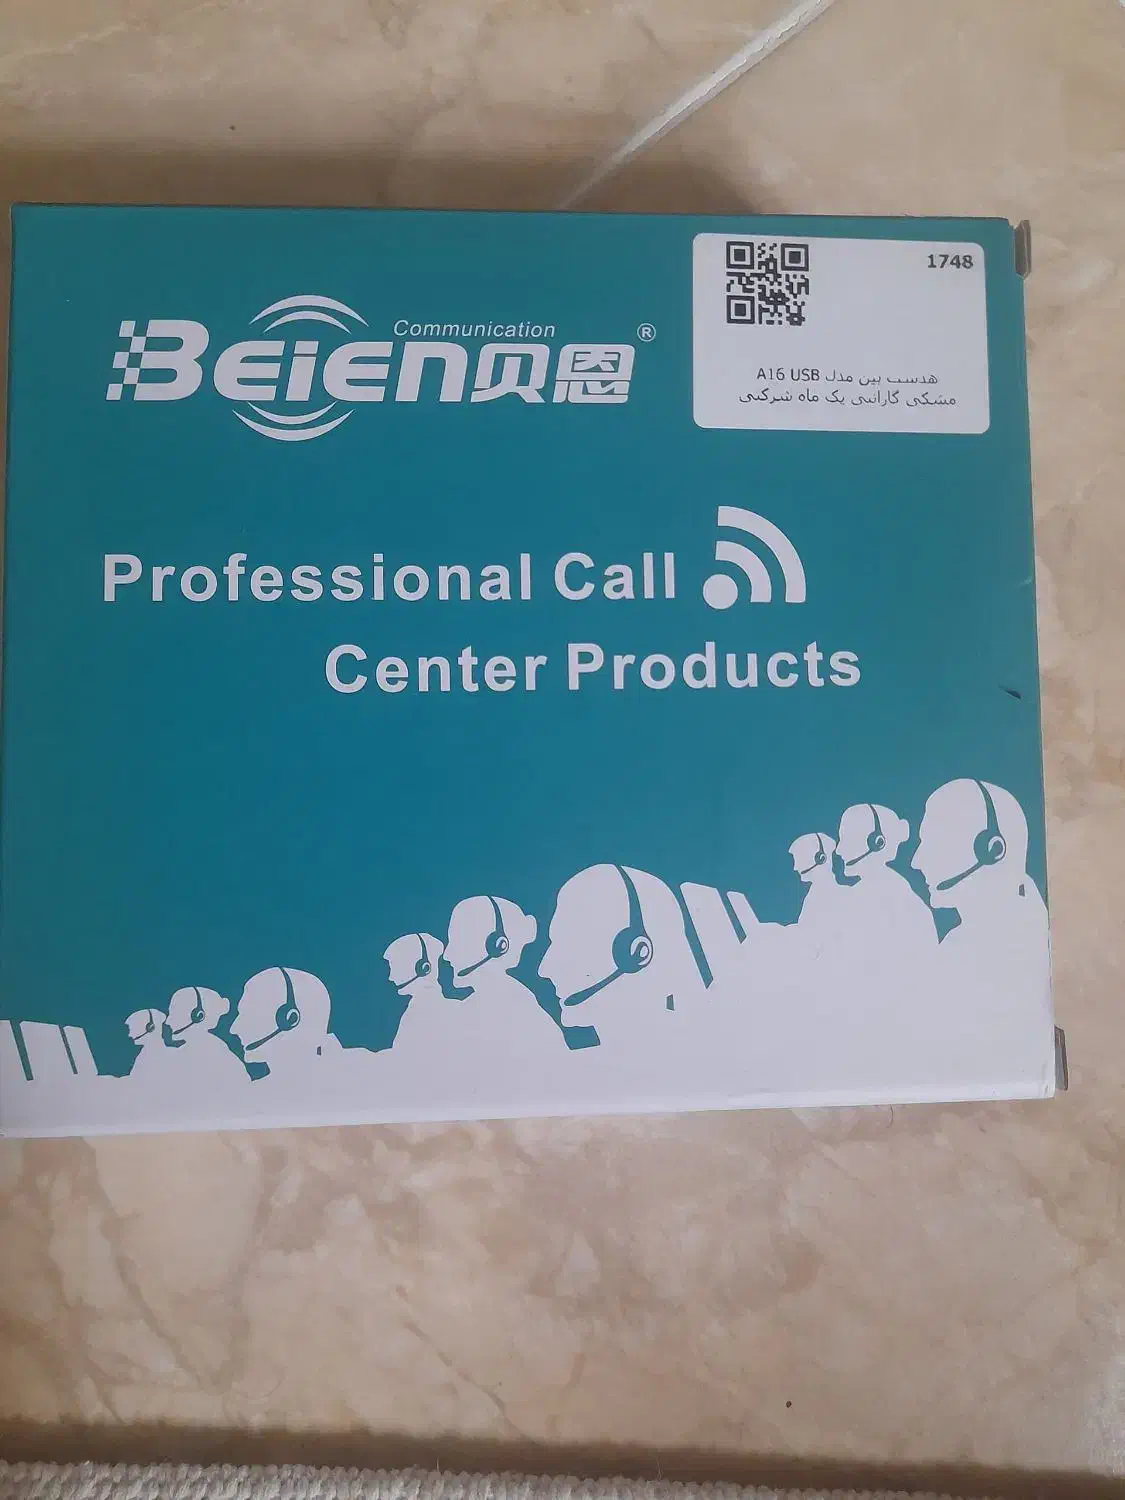 Communication
BEiEN贝恩®
1748
هدست بین مدل A16 USB
مشکی گارانتی یک ماه شرکتی
Professional Call
Center Products